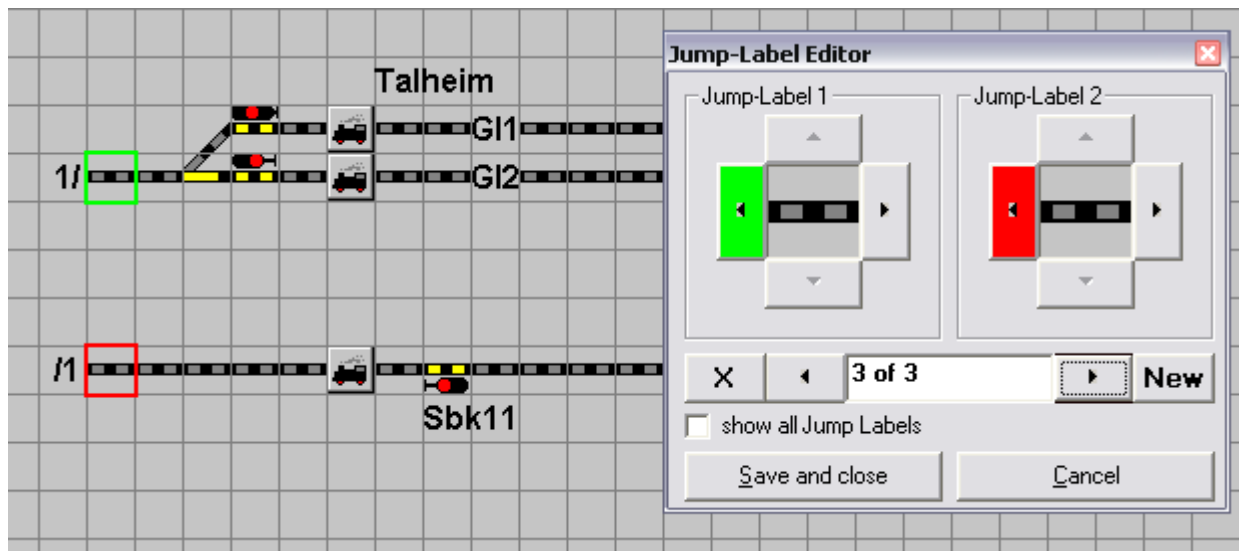 Talheim
Gl1
1/
Gl2
/1
Sbk11
Jump-Label Editor
Jump-Label 1
Jump-Label 2
X
3 of 3
New
show all Jump Labels
Save and close
Cancel